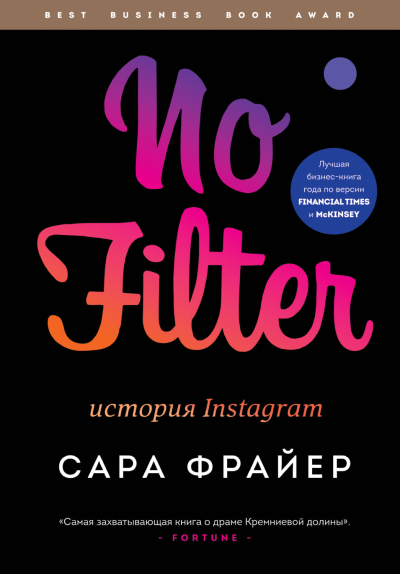 BEST BUSINESS BOOK AWARD
No
Filter
Лучшая
бизнес-книга
года по версии
FINANCIAL TIMES
и McKINSEY
история Instagram
САРА ФРАЙЕР
«Самая захватывающая книга о драме Кремниевой долины».
- FORTUNE -